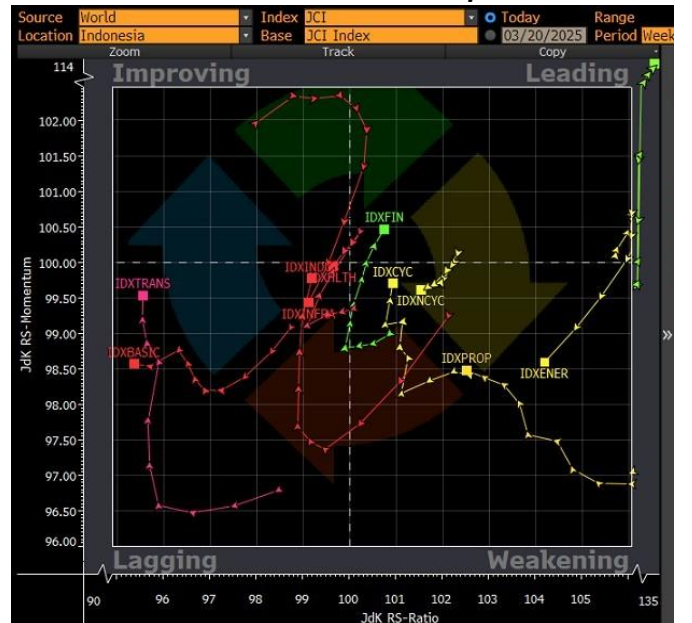 Source World Index JCI Today Range
Location Indonesia Base JCI Index 03/20/2025 Period Week
Zoom Track Copy
114
Improving Leading
102.00
101.50
101.00
100.50
IDXFIN
100.00
IDXTRANS IDXINDU IDXHLTH IDXCYC
99.50
IDXINFRA IDXNCYC
99.00
IDXBASIC IDXPROP IDXENER
98.50
98.00
97.50
97.00
96.50
96.00
JdK RS-Momentum
Lagging Weakening
90 96 97 98 99 100 101 102 103 104 105 135
JdK RS-Ratio
»